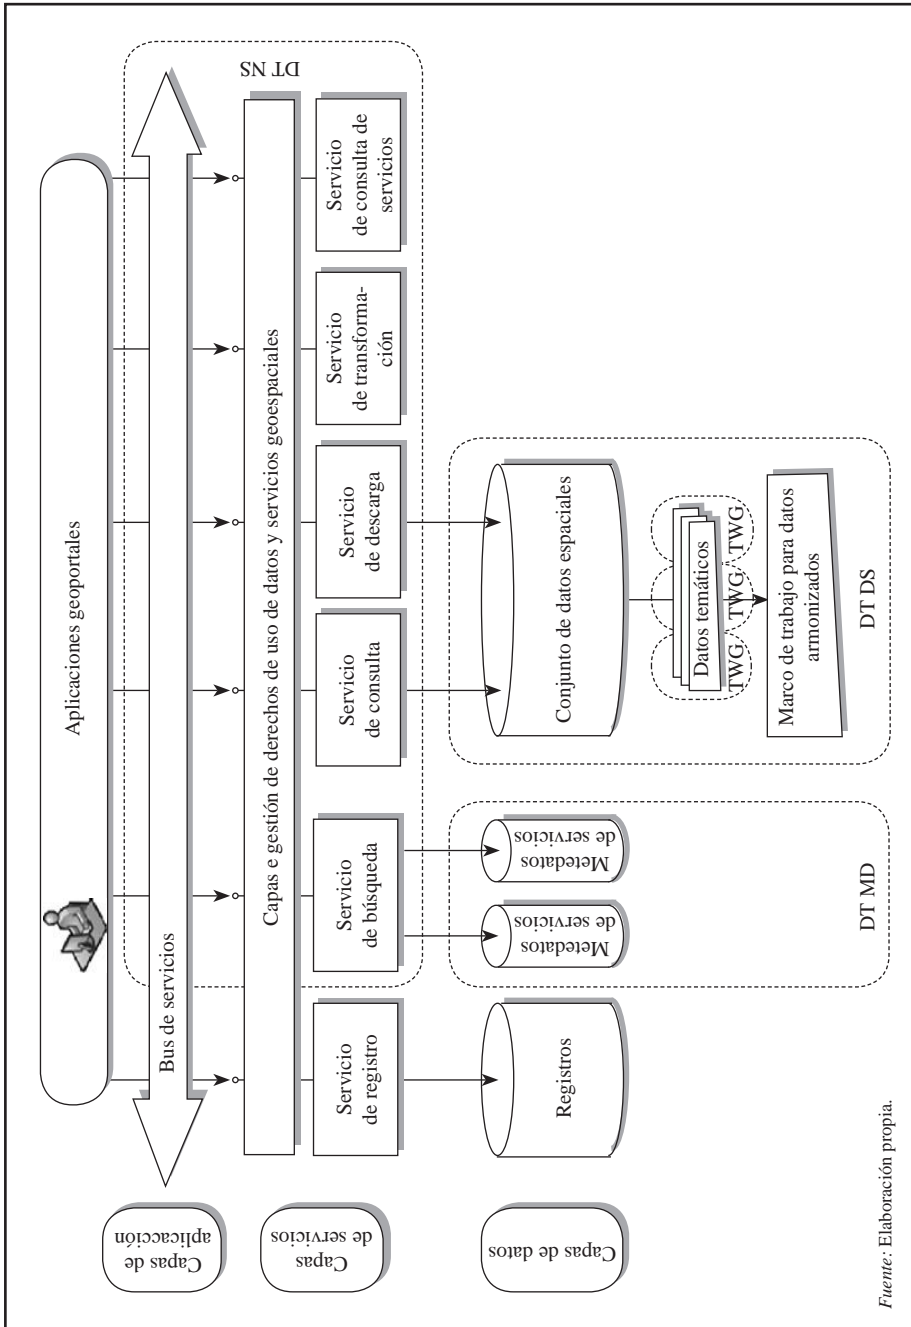 Aplicaciones geoportales
Capas de
aplicacción
Bus de servicios
DT NS
Capas
de servicios
Capas e gestión de derechos de uso de datos y servicios geoespaciales
Servicio
de registro
Servicio
de búsqueda
Servicio
de consulta
Servicio
de descarga
Servicio
de transforma-
ción
Servicio
de consulta de
servicios
Capas de datos
Registros
Metedatos
de servicios
Metedatos
de servicios
Conjunto de datos espaciales
Datos temáticos
TWG
TWG
TWG
Marco de trabajo para datos
armonizados
DT MD
DT DS
Fuente: Elaboración propia.